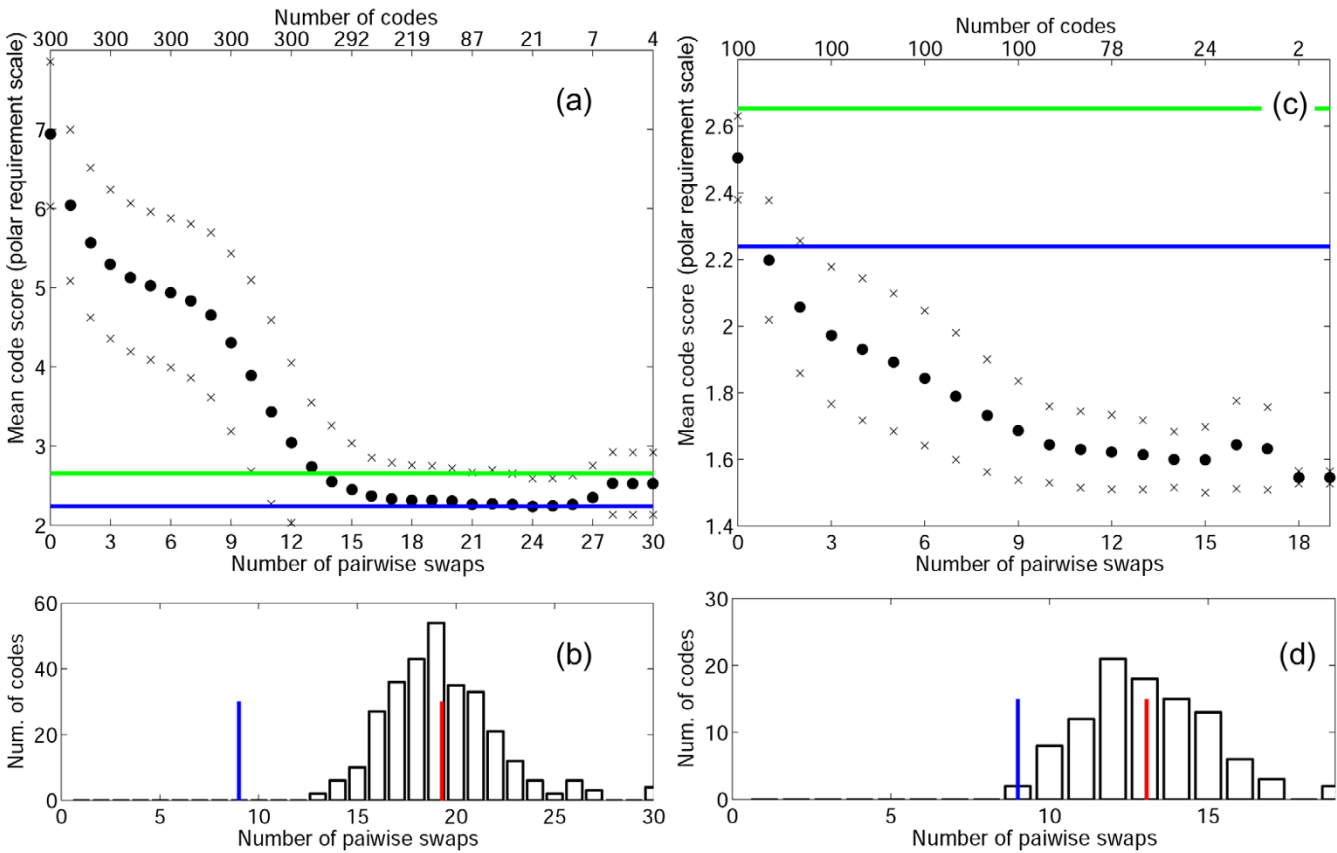 Number of codes
300 300 300 300 300 292 219 87 21 7 4
Mean code score (polar requirement scale)
7
6
5
4
3
2
(a)
0 3 6 9 12 15 18 21 24 27 30
Number of pairwise swaps
Number of codes
100 100 100 100 78 24 2
Mean code score (polar requirement scale)
2.6
2.4
2.2
2
1.8
1.6
1.4
(c)
0 3 6 9 12 15 18
Number of pairwise swaps
Num. of codes
60
40
20
0
(b)
0 5 10 15 20 25 30
Number of paiwise swaps
Num. of codes
30
20
10
0
(d)
0 5 10 15
Number of pairwise swaps